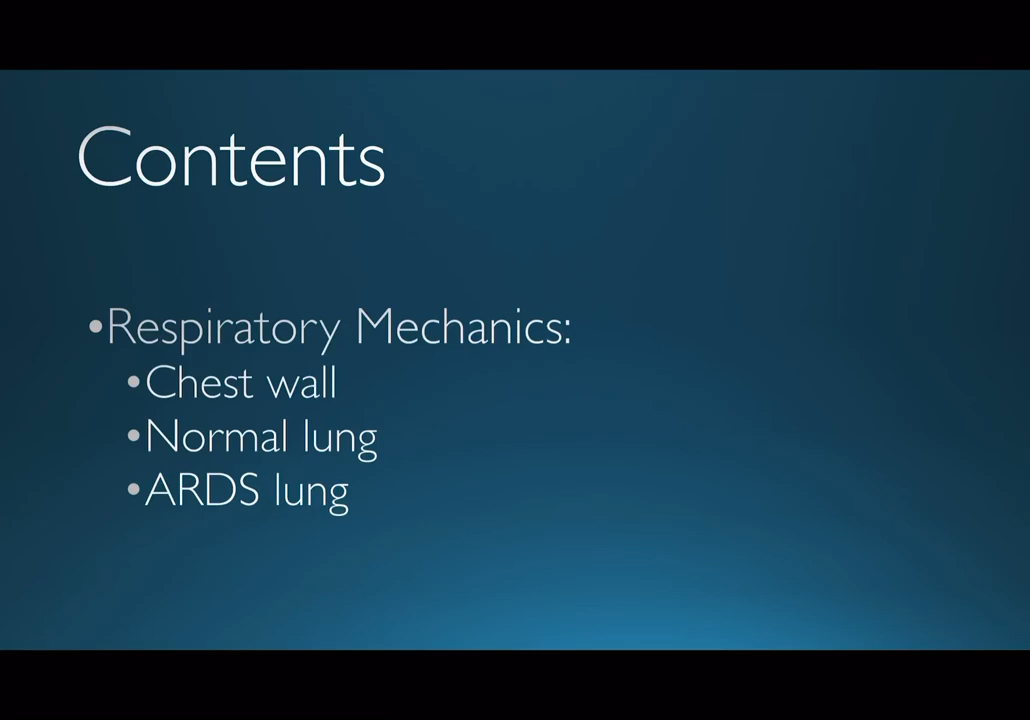 Contents
•Respiratory Mechanics:
•Chest wall
•Normal lung
•ARDS lung